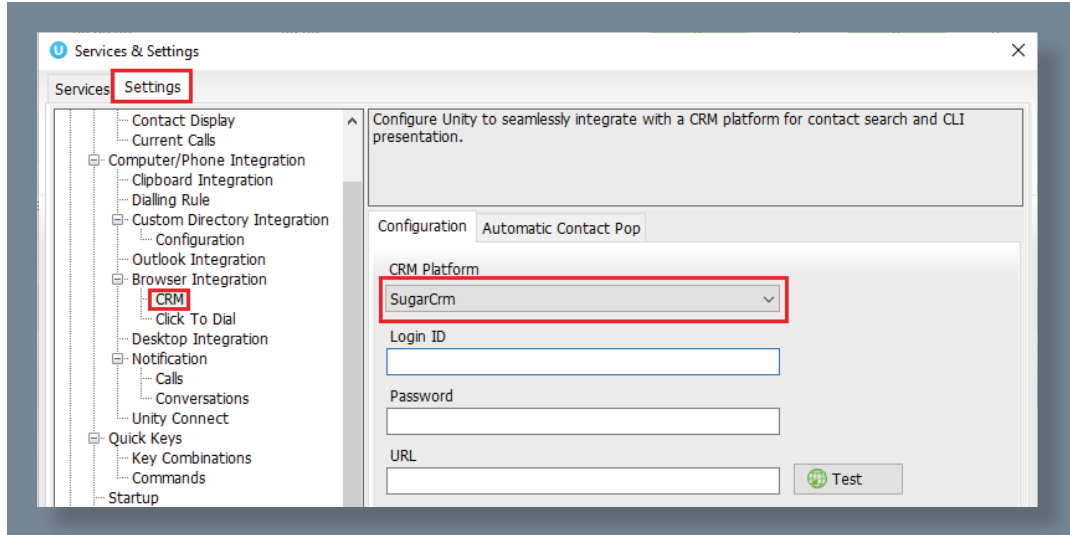 U Services & Settings
Services Settings
Contact Display
Current Calls
Computer/Phone Integration
Clipboard Integration
Dialling Rule
Custom Directory Integration
Configuration
Outlook Integration
Browser Integration
CRM
Click To Dial
Desktop Integration
Notification
Calls
Conversations
Unity Connect
Quick Keys
Key Combinations
Commands
Startup
Configure Unity to seamlessly integrate with a CRM platform for contact search and CLI
presentation.
Configuration Automatic Contact Pop
CRM Platform
SugarCrm
Login ID
Password
URL
Test